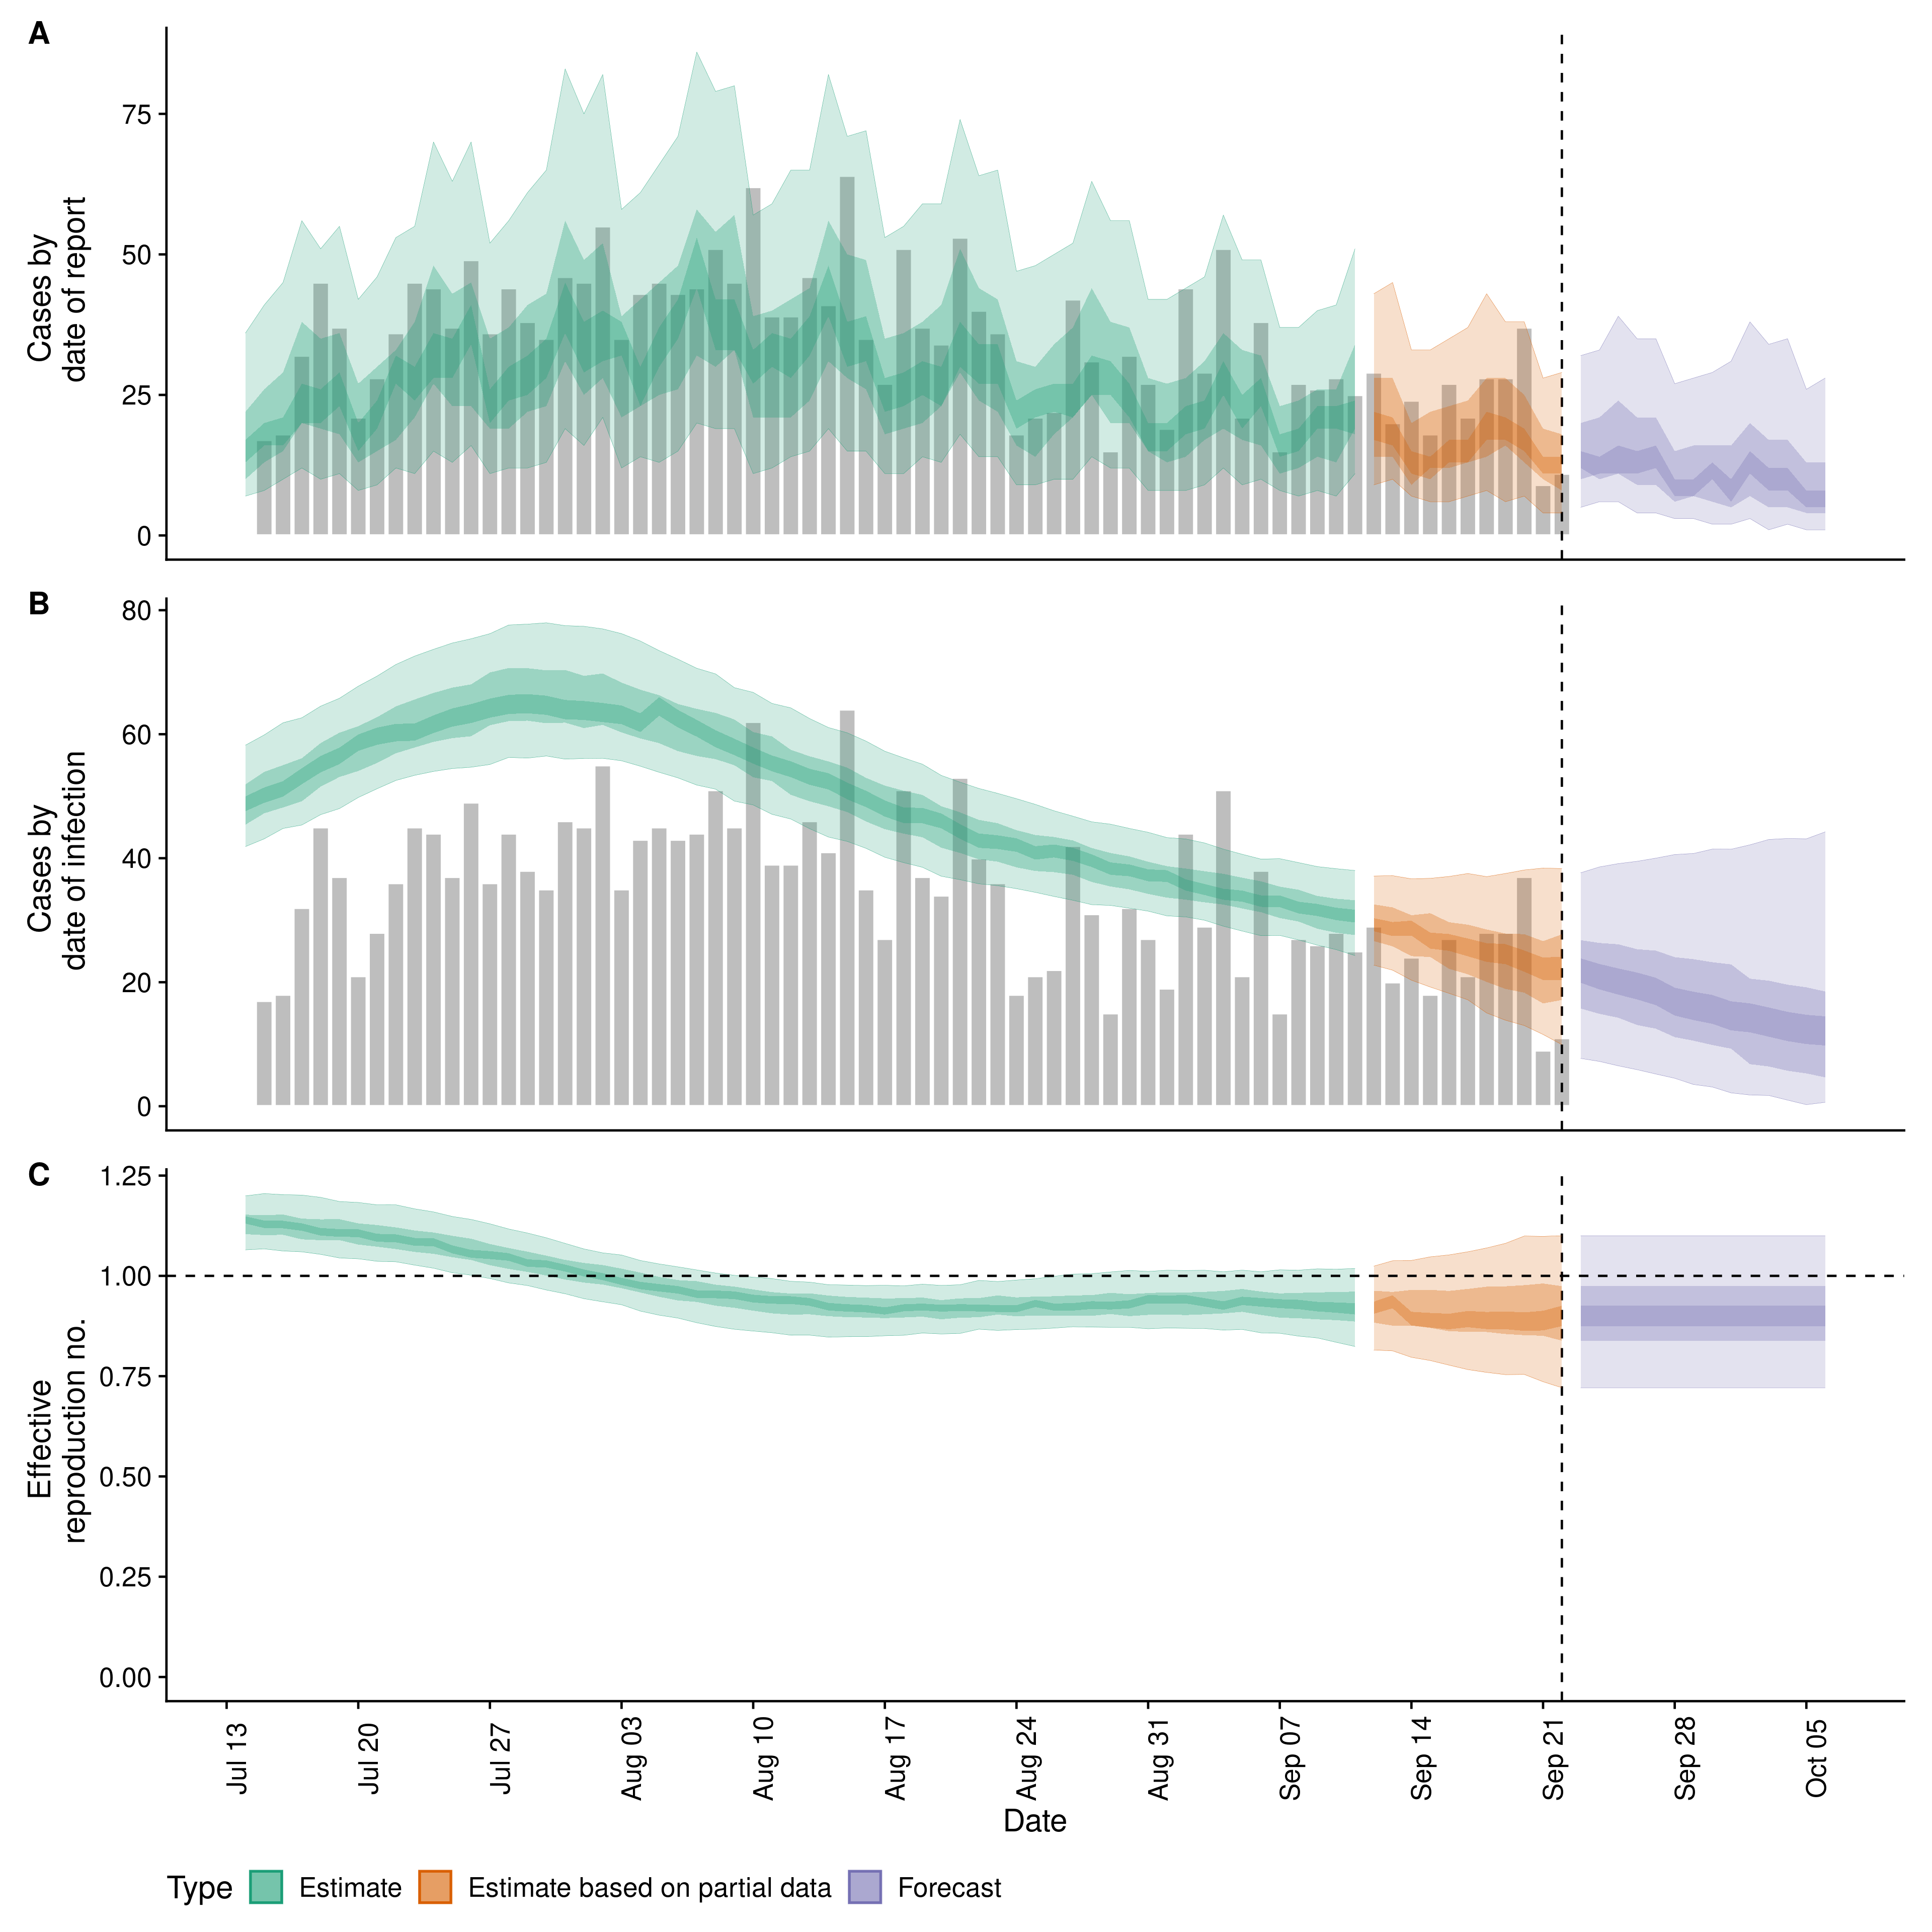 A
Cases by
date of report
75
50
25
0
B
Cases by
date of infection
80
60
40
20
0
C
Effective
reproduction no.
1.25
1.00
0.75
0.50
0.25
0.00
Jul 13
Jul 20
Jul 27
Aug 03
Aug 10
Aug 17
Aug 24
Aug 31
Sep 07
Sep 14
Sep 21
Sep 28
Oct 05
Date
Type Estimate Estimate based on partial data Forecast